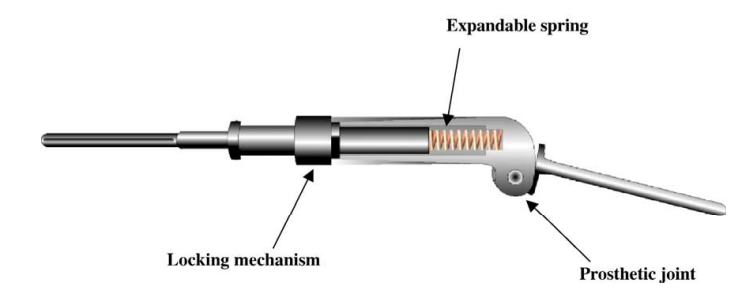 Expandable spring
Locking mechanism
Prosthetic joint